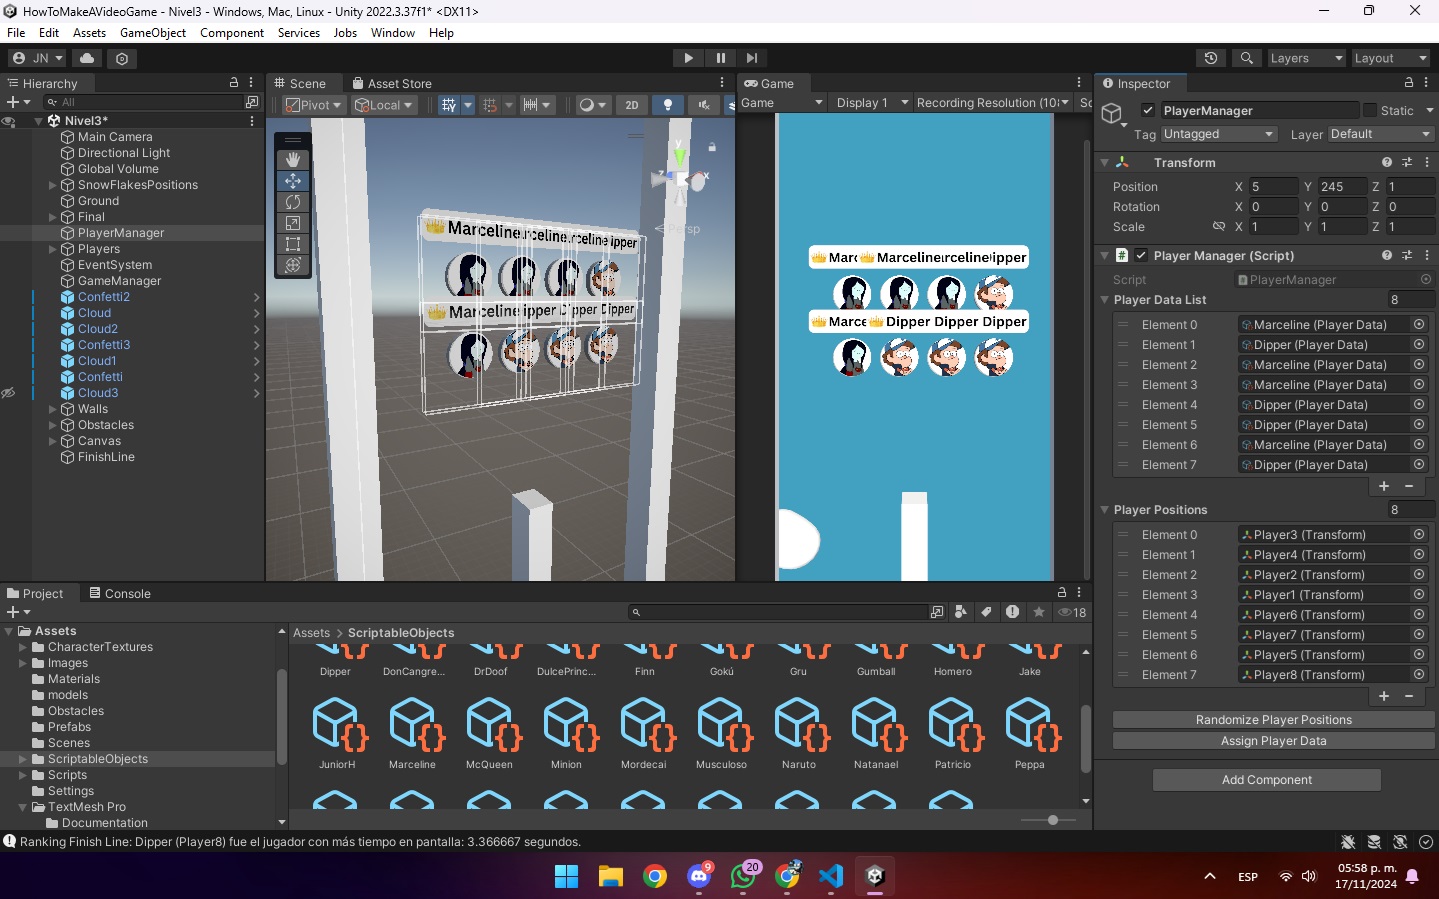 HowToMakeAVideoGame - Nivel3 - Windows, Mac, Linux - Unity 2022.3.37f1* <DX11>
File Edit Assets GameObject Component Services Jobs Window Help
JN
Layers
Layout
Hierarchy
All
Nivel3*
Main Camera
Directional Light
Global Volume
SnowFlakesPositions
Ground
Final
PlayerManager
Players
EventSystem
GameManager
Confetti2
Cloud
Cloud2
Confetti3
Cloud1
Confetti
Cloud3
Walls
Obstacles
Canvas
FinishLine
Scene
Asset Store
Pivot
Local
2D
y
z
x
Persp
Marceline
Marceline
Dipper
Dipper
Game
Game
Display 1
Recording Resolution (10
Sc
Marceline
Dipper Dipper Dipper
Inspector
PlayerManager
Static
Tag Untagged
Layer Default
Transform
Position X 5 Y 245 Z 1
Rotation X 0 Y 0 Z 0
Scale X 1 Y 1 Z 1
Player Manager (Script)
Script PlayerManager
Player Data List 8
Element 0 Marceline (Player Data)
Element 1 Dipper (Player Data)
Element 2 Marceline (Player Data)
Element 3 Marceline (Player Data)
Element 4 Dipper (Player Data)
Element 5 Dipper (Player Data)
Element 6 Marceline (Player Data)
Element 7 Dipper (Player Data)
Player Positions 8
Element 0 Player3 (Transform)
Element 1 Player4 (Transform)
Element 2 Player2 (Transform)
Element 3 Player1 (Transform)
Element 4 Player6 (Transform)
Element 5 Player7 (Transform)
Element 6 Player5 (Transform)
Element 7 Player8 (Transform)
Randomize Player Positions
Assign Player Data
Add Component
Project
Console
18
Assets
CharacterTextures
Images
Materials
models
Obstacles
Prefabs
Scenes
ScriptableObjects
Scripts
Settings
TextMesh Pro
Documentation
Assets > ScriptableObjects
Dipper DonCangre... DrDoof DulcePrinc... Finn Gokú Gru Gumball Homero Jake
JuniorH Marceline McQueen Minion Mordecai Musculoso Naruto Natanael Patricio Peppa
Ranking Finish Line: Dipper (Player8) fue el jugador con más tiempo en pantalla: 3.366667 segundos.
9
20
ESP
05:58 p. m.
17/11/2024